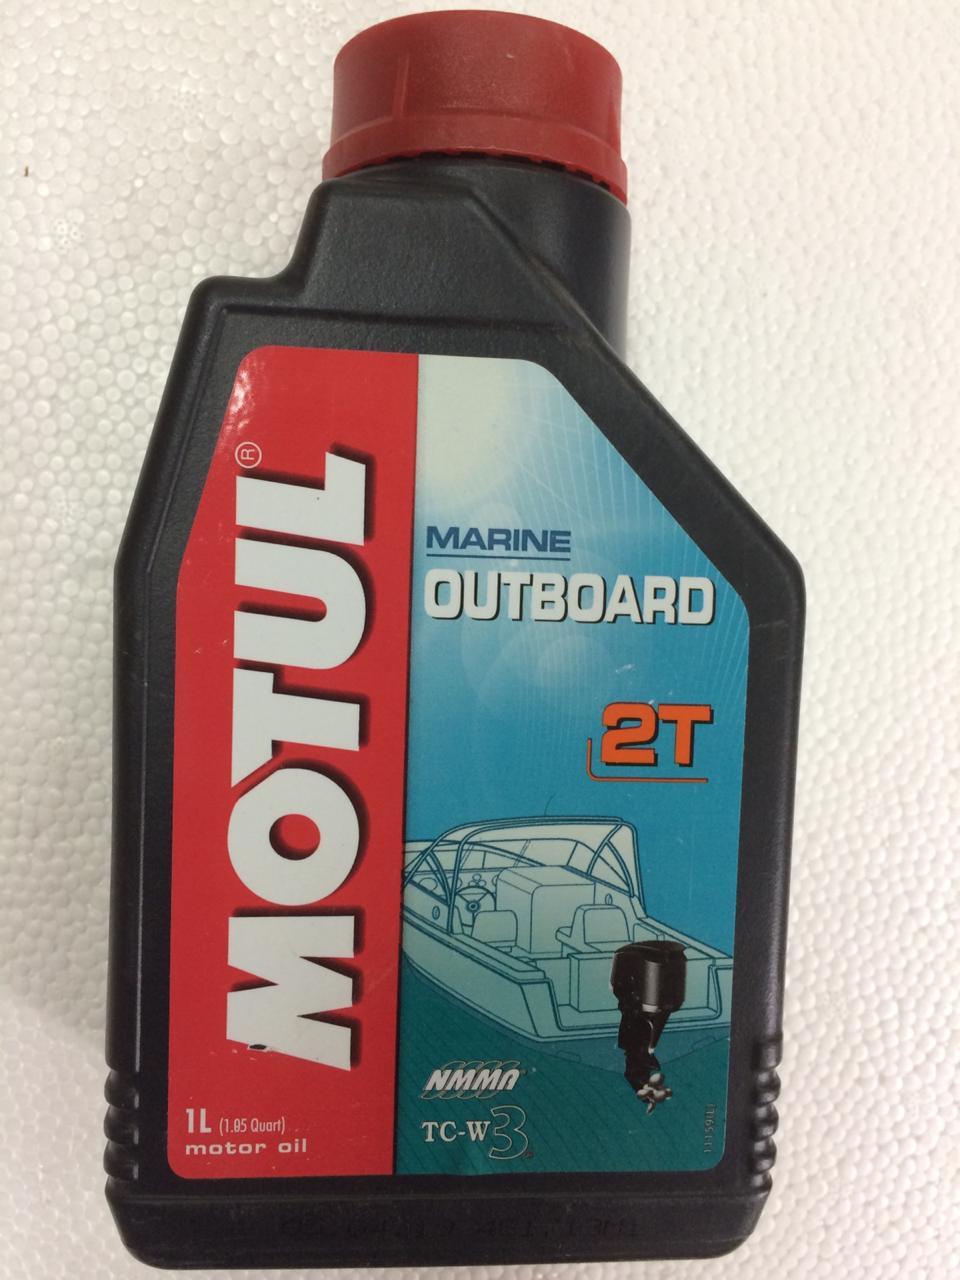 MOTUL®
MARINE
OUTBOARD
2T
NMMA
TC-W3®
1L (1.05 Quart)
motor oil